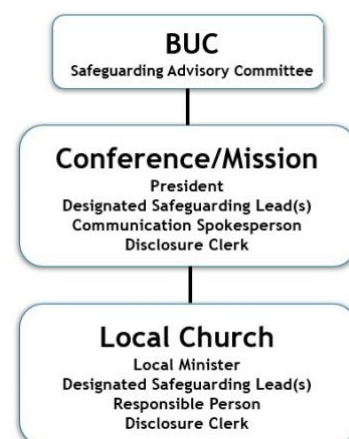 BUC
Safeguarding Advisory Committee
Conference/Mission
President
Designated Safeguarding Lead(s)
Communication Spokesperson
Disclosure Clerk
Local Church
Local Minister
Designated Safeguarding Lead(s)
Responsible Person
Disclosure Clerk